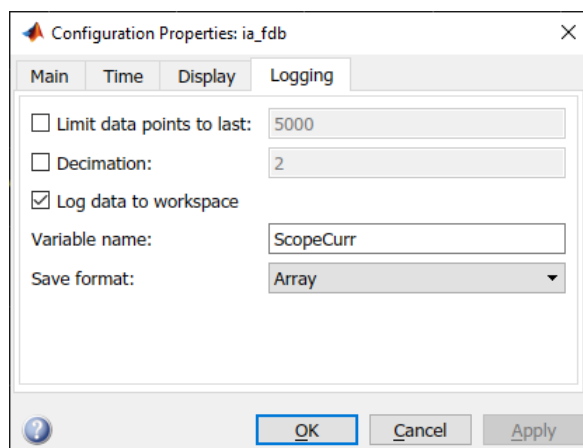 Configuration Properties: ia_fdb
Main Time Display Logging
Limit data points to last: 5000
Decimation: 2
Log data to workspace
Variable name: ScopeCurr
Save format: Array
? OK Cancel Apply